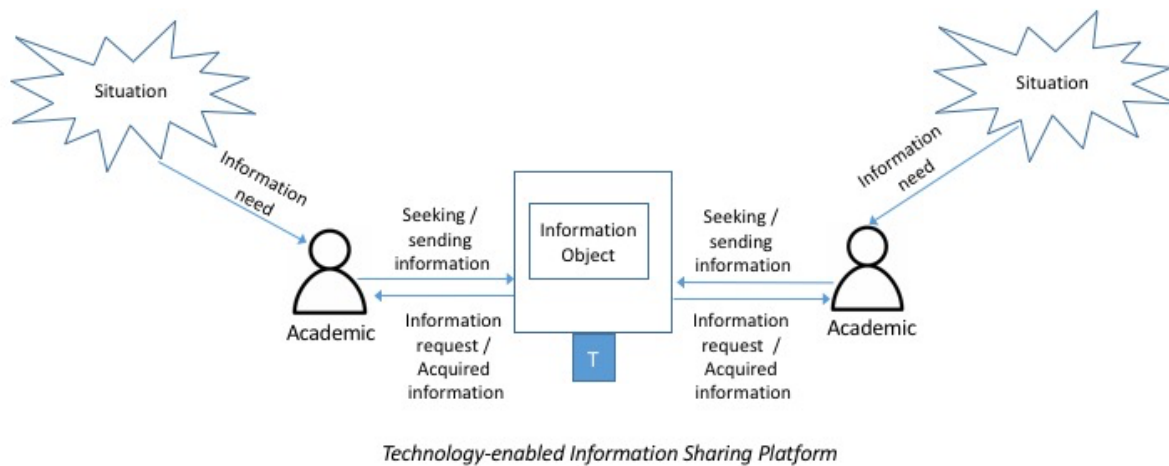 Situation
Situation
Information
need
Information
need
Seeking /
sending
information
Information
Object
Seeking /
sending
information
Academic
Academic
Information
request /
Acquired
information
T
Information
request /
Acquired
information
Technology-enabled Information Sharing Platform